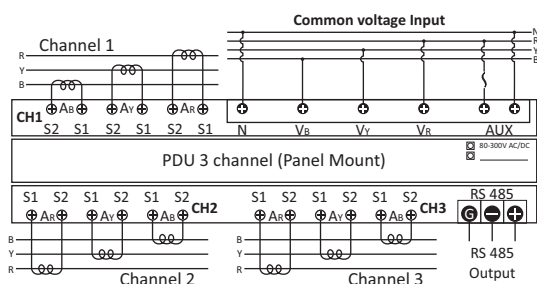 Common voltage Input
Channel 1
R
Y
B
N
R
Y
B
CH1
AB AY AR
S2 S1 S2 S1 S2 S1
N VB VY VR AUX
PDU 3 channel (Panel Mount)
80-300V AC/DC
S1 S2 S1 S2 S1 S2
AR AY AB
CH2
S1 S2 S1 S2 S1 S2
AR AY AB
CH3
RS 485
G
B
Y
R
Channel 2
B
Y
R
Channel 3
RS 485
Output